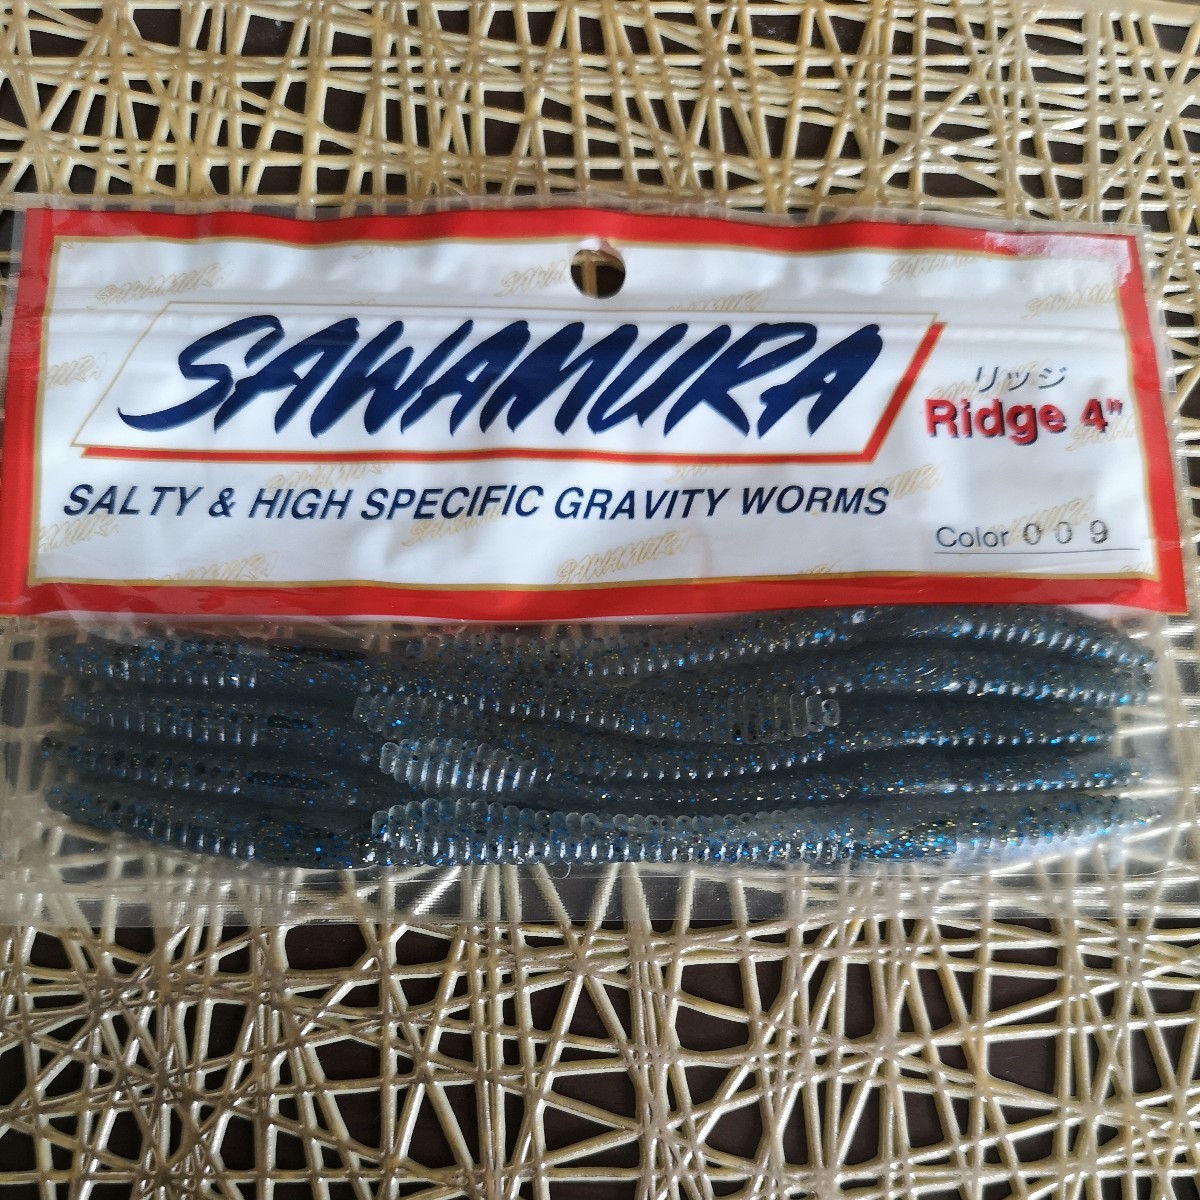 SAWAMURA
リッジ
Ridge 4"
SALTY & HIGH SPECIFIC GRAVITY WORMS
Color 009